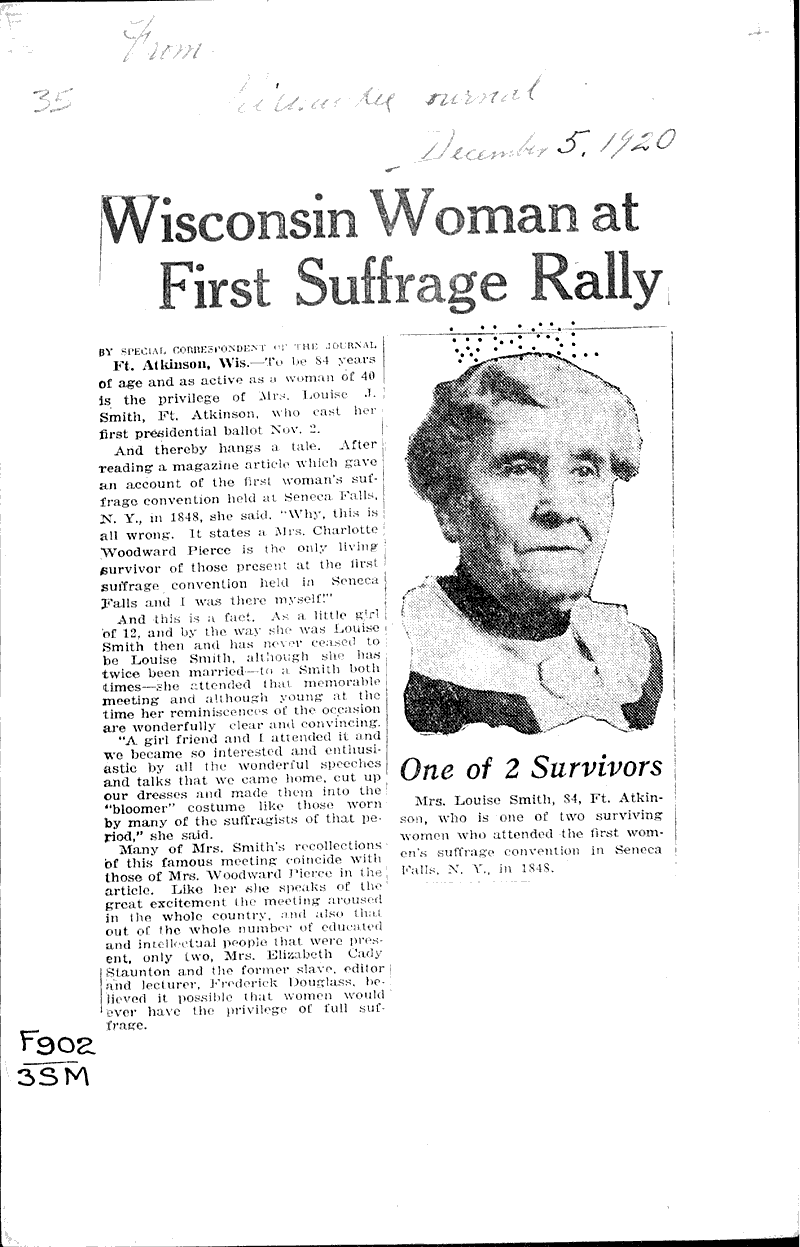 From
35
Journal
December 5, 1920
Wisconsin Woman at
First Suffrage Rally
BY SPECIAL CORRESPONDENT OF THE JOURNAL
Ft. Atkinson, Wis.—To be 84 years
of age and as active as a woman of 40
is the privilege of Mrs. Louise J.
Smith, Ft. Atkinson, who cast her
first presidential ballot Nov. 2.
And thereby hangs a tale. After
reading a magazine article which gave
an account of the first woman's suf-
frage convention held at Seneca Falls,
N. Y., in 1848, she said. "Why, this is
all wrong. It states a Mrs. Charlotte
Woodward Pierce is the only living
survivor of those present at the first
suffrage convention held in Seneca
Falls and I was there myself!"
And this is a fact. As a little girl
of 12, and by the way she was Louise
Smith then and has never ceased to
be Louise Smith, although she has
twice been married—to a Smith both
times—she attended that memorable
meeting and although young at the
time her reminiscences of the occasion
are wonderfully clear and convincing.
"A girl friend and I attended it and
we became so interested and enthusi-
astic by all the wonderful speeches
and talks that we came home, cut up
our dresses and made them into the
"bloomer" costume like those worn
by many of the suffragists of that pe-
riod," she said.
Many of Mrs. Smith's recollections
of this famous meeting coincide with
those of Mrs. Woodward Pierce in the
article. Like her she speaks of the
great excitement the meeting aroused
in the whole country, and also that
out of the whole number of educated
and intellectual people that were pres-
ent, only two, Mrs. Elizabeth Cady
Staunton and the former slave, editor
and lecturer, Frederick Douglass, be-
lieved it possible that women would
ever have the privilege of full suf-
frage.
One of 2 Survivors
Mrs. Louise Smith, 84, Ft. Atkin-
son, who is one of two surviving
women who attended the first wom-
en's suffrage convention in Seneca
Falls, N. Y., in 1848.
F902
3SM